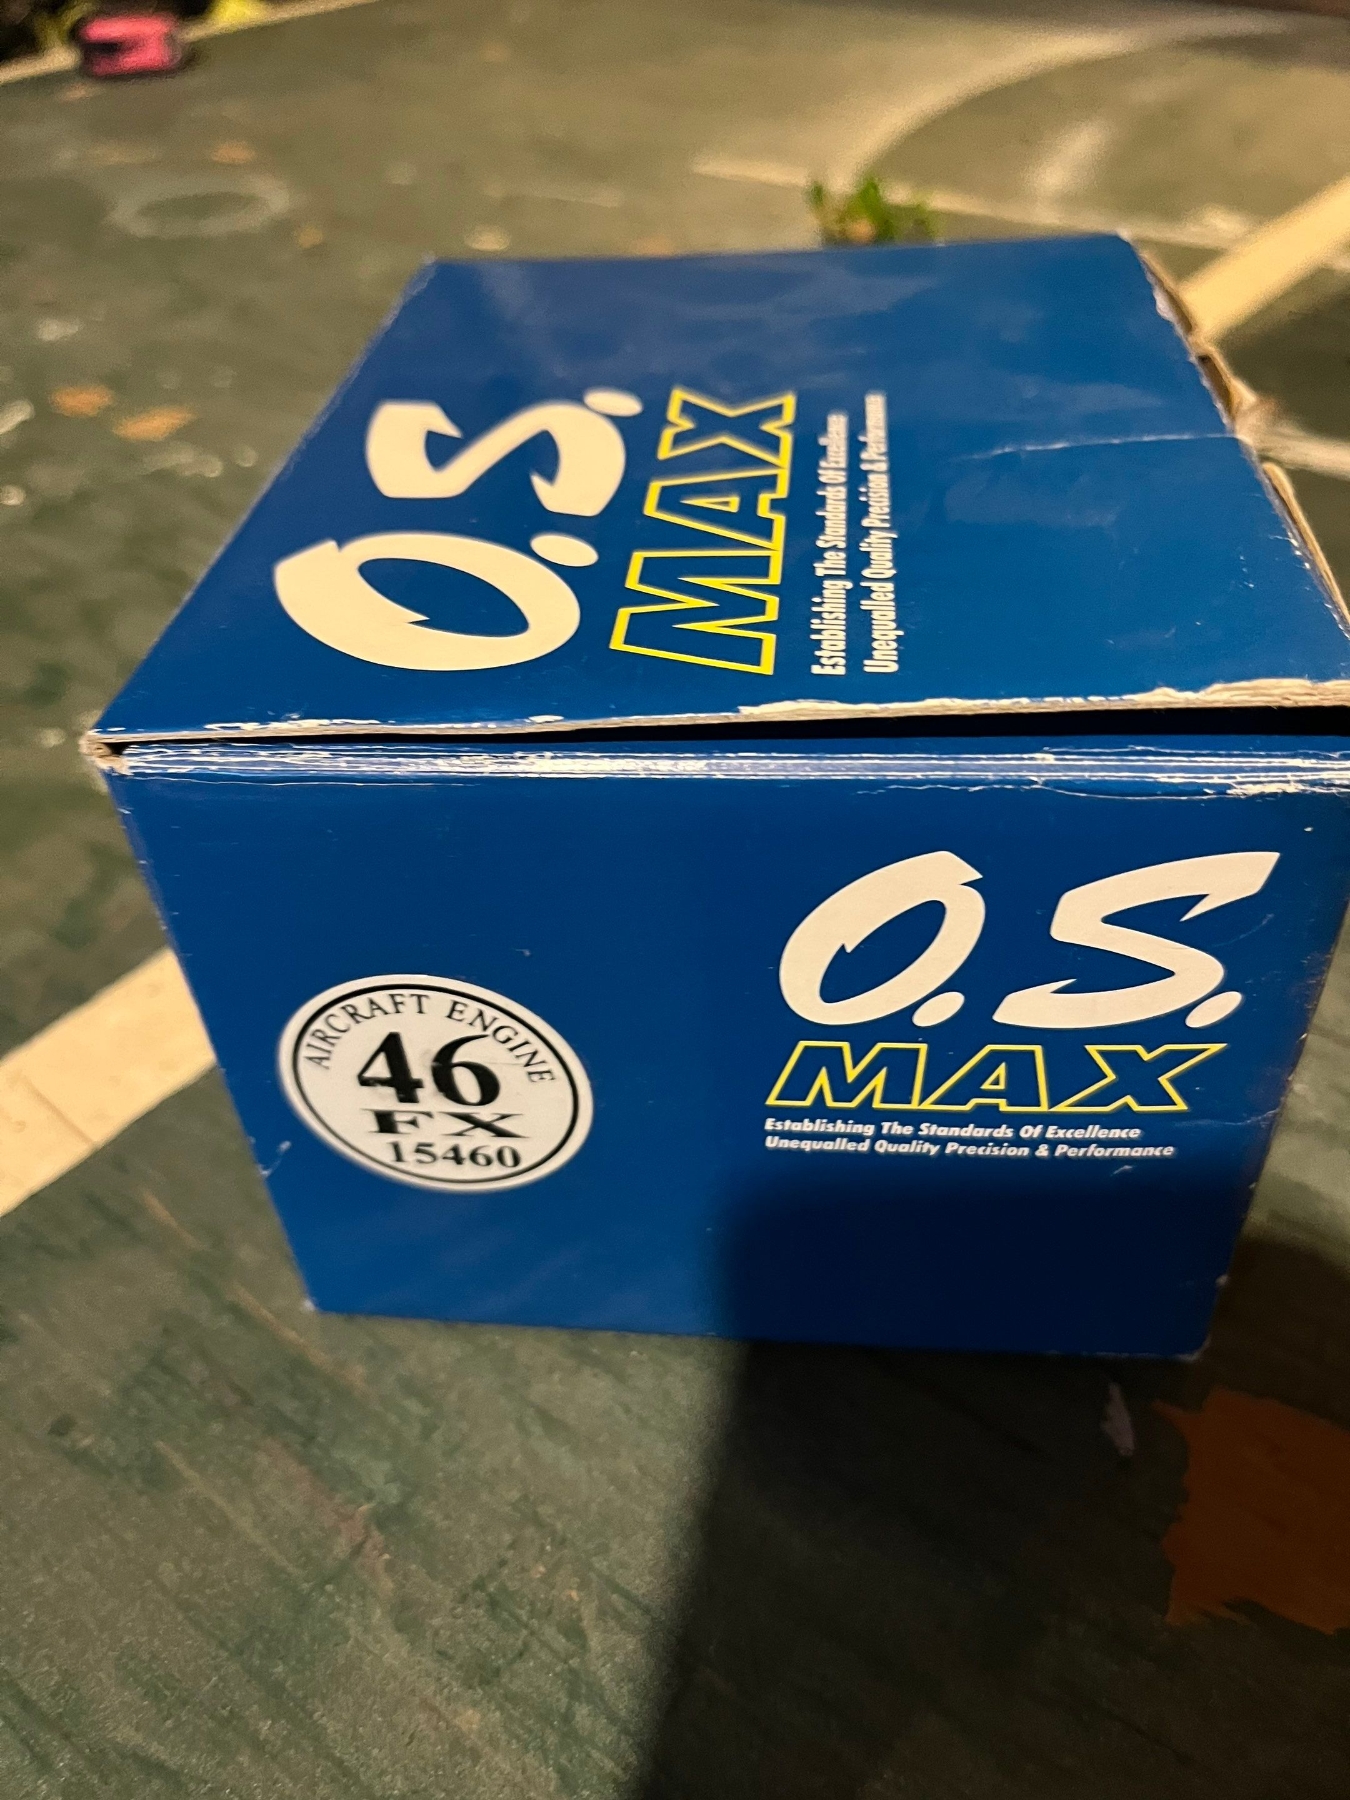 O.S.
MAX
Establishing The Standards Of Excellence
Unequalled Quality Precision & Performance
AIRCRAFT ENGINE
46
FX
15460
O.S.
MAX
Establishing The Standards Of Excellence
Unequalled Quality Precision & Performance